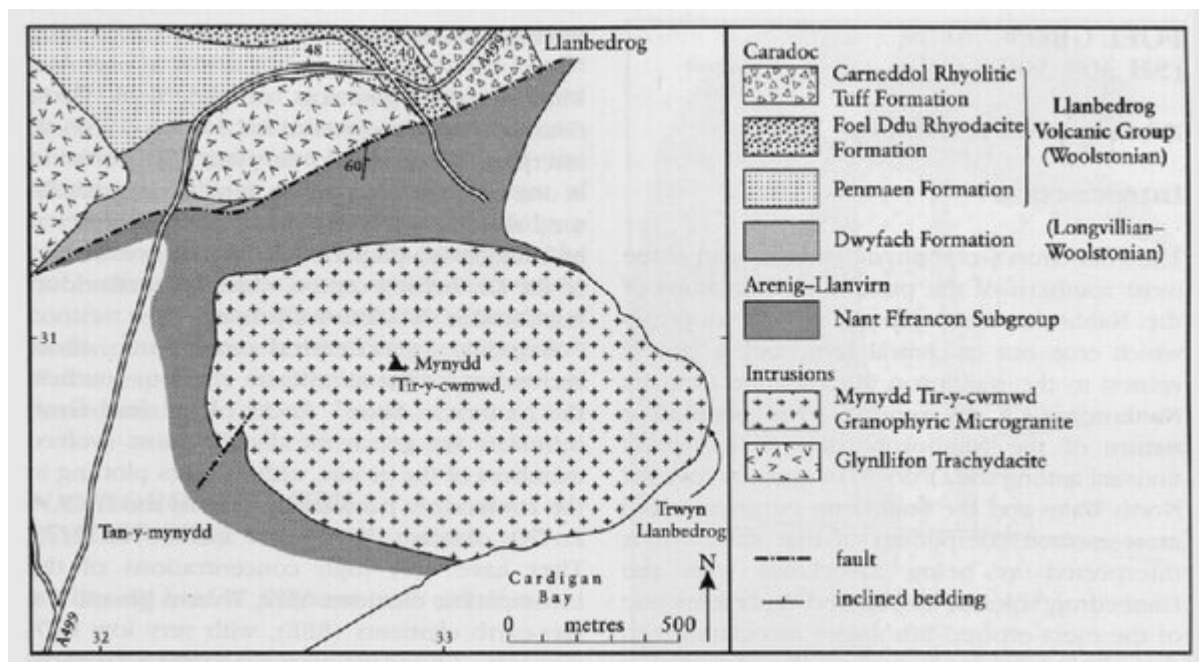 48
40
A499
Llanbedrog
60
31
Mynydd
Tir-y-cwmwd
Tan-y-mynydd
Trwyn
Llanbedrog
Cardigan
Bay
N
0 metres 500
A499
32
33
Caradoc
Carneddol Rhyolitic
Tuff Formation
Foel Ddu Rhyodacite
Formation
Penmaen Formation
Llanbedrog
Volcanic Group
(Woolstonian)
Dwyfach Formation
(Longvillian–
Woolstonian)
Arenig–Llanvirn
Nant Ffrancon Subgroup
Intrusions
Mynydd Tir-y-cwmwd
Granophyric Microgranite
Glynllifon Trachydacite
fault
inclined bedding